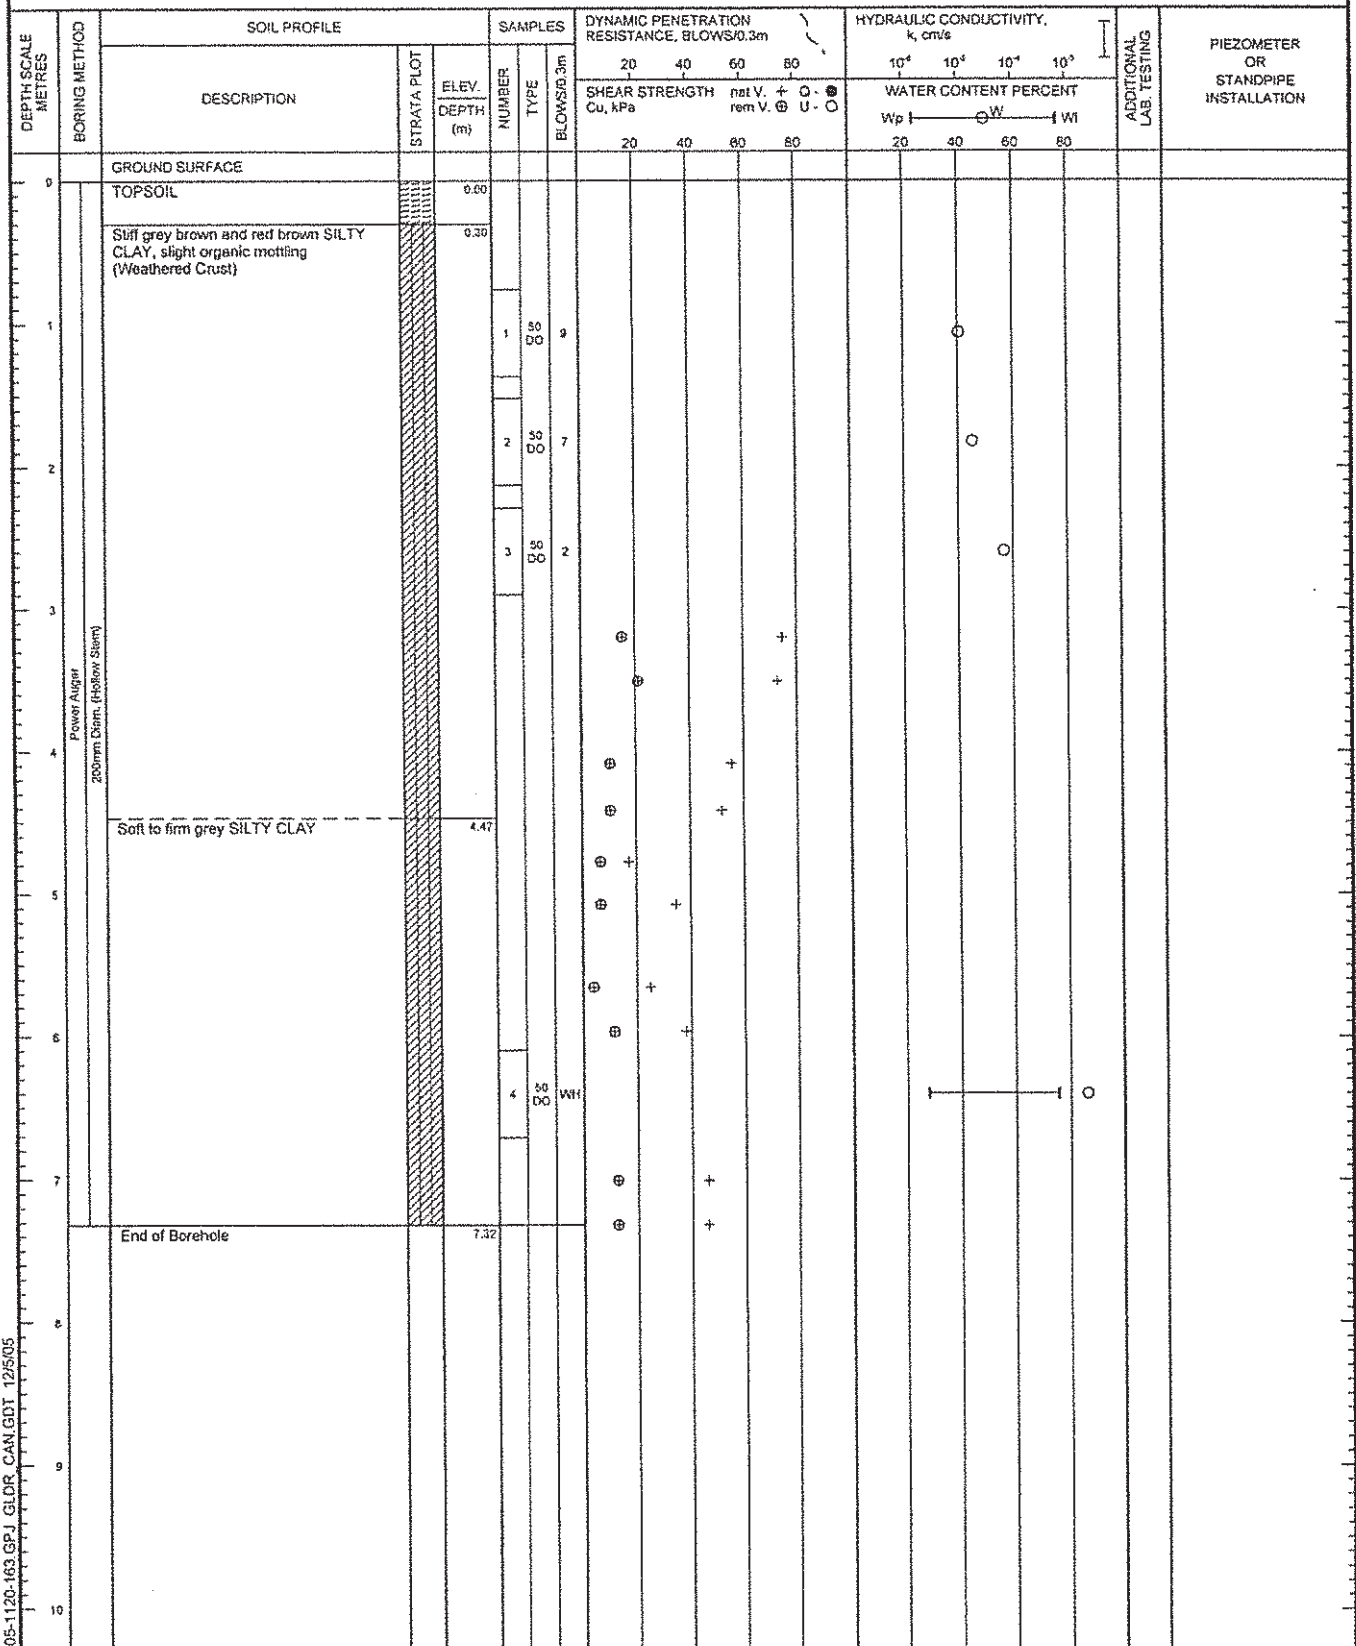 DEPTH SCALE
METRES
BORING METHOD
SOIL PROFILE
DESCRIPTION
STRATA PLOT
ELEV.
DEPTH
(m)
SAMPLES
NUMBER
TYPE
BLOWS/0.3m
DYNAMIC PENETRATION
RESISTANCE, BLOWS/0.3m
20 40 60 80
SHEAR STRENGTH nat V. + Q - ●
Cu, kPa rem V. ⊕ U - O
20 40 60 80
HYDRAULIC CONDUCTIVITY,
k, cm/s
WATER CONTENT PERCENT
Wp W Wl
20 40 60 80
ADDITIONAL
LAB. TESTING
PIEZOMETER
OR
STANDPIPE
INSTALLATION
GROUND SURFACE
0
TOPSOIL 0.00
Stiff grey brown and red brown SILTY 0.30
CLAY, slight organic mottling
(Weathered Crust)
1
1 50 DO 9
2 50 DO 7
2
3 50 DO 2
3
Power Auger
200mm Diam. (Hollow Stem)
4
Soft to firm grey SILTY CLAY 4.47
5
6
4 50 DO WH
7
End of Borehole 7.32
8
9
10
05-1120-163.GPJ GLDR_CAN.GDT 12/5/05